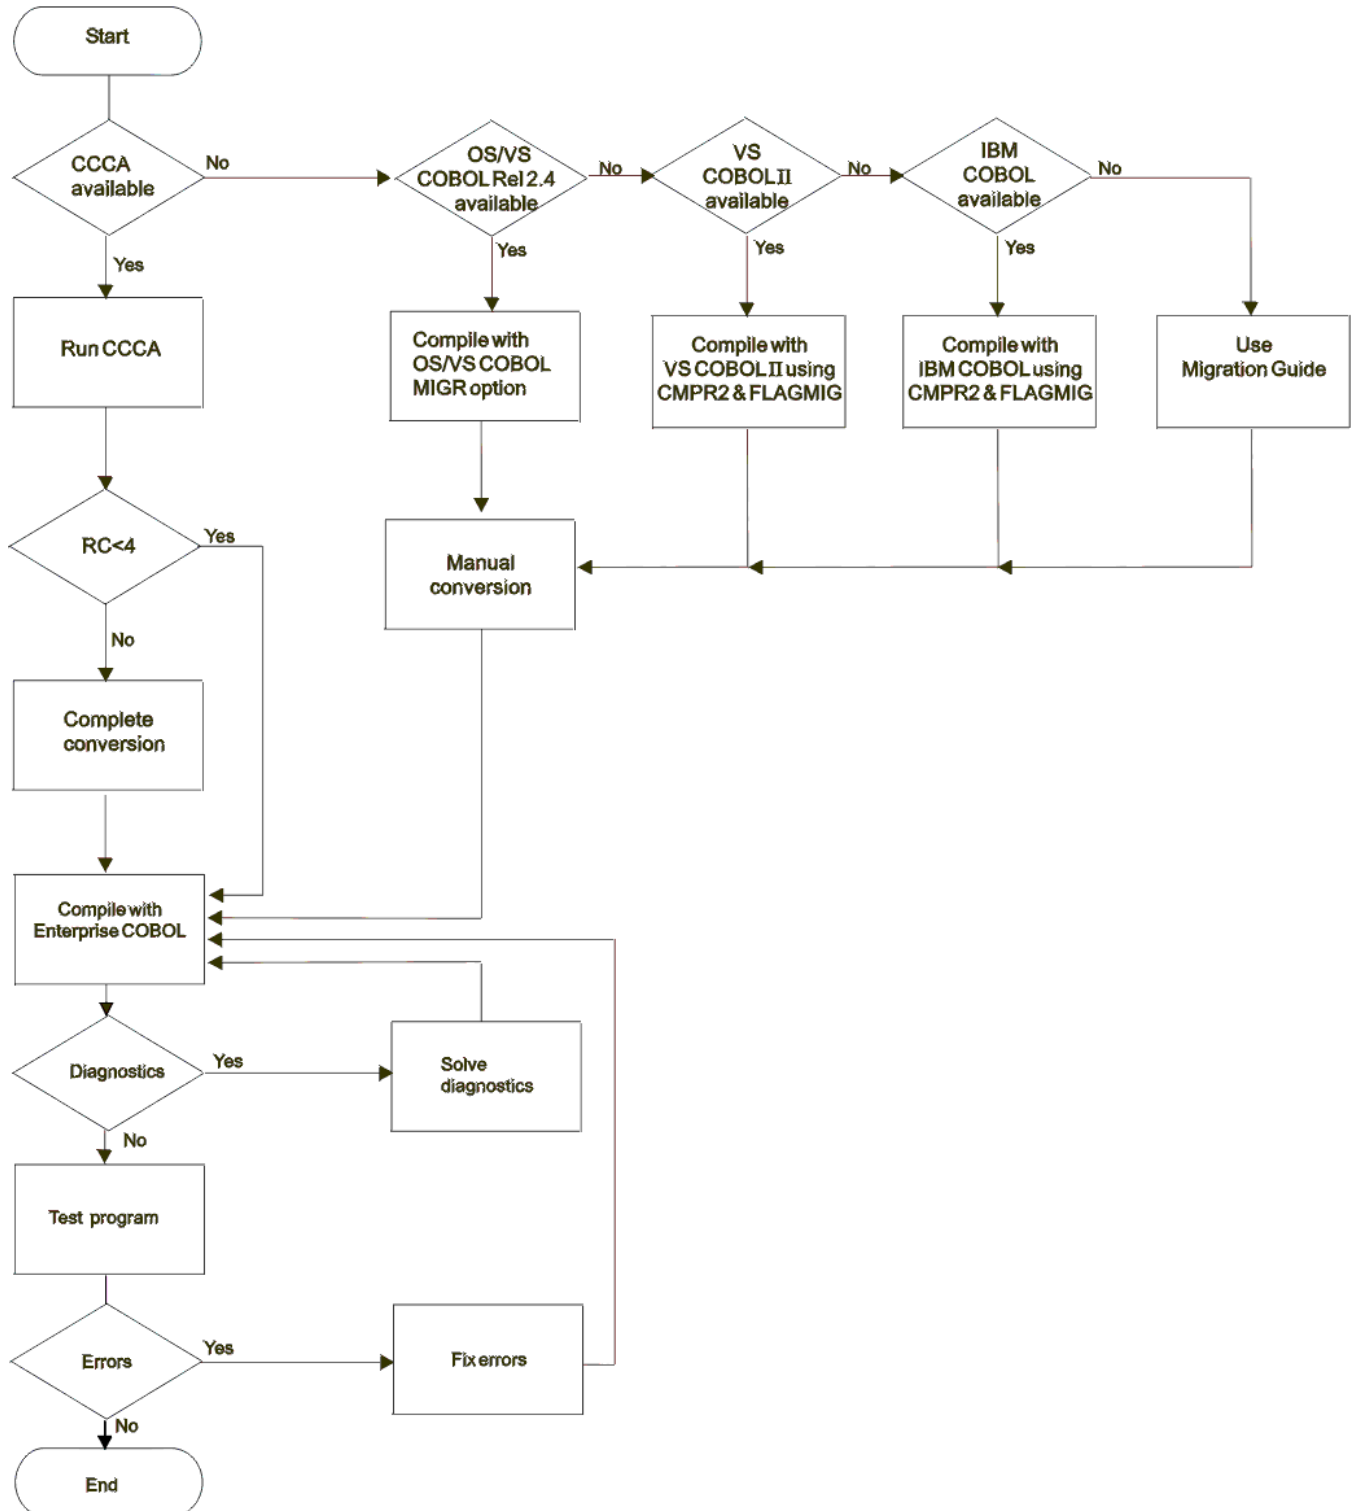 Start
CCCA
available
No
OS/VS
COBOL Rel 2.4
available
No
VS
COBOL II
available
No
IBM
COBOL
available
No
Yes
Yes
Yes
Yes
Run CCCA
Compile with
OS/VS COBOL
MIGR option
Compile with
VS COBOL II using
CMPR2 & FLAGMIG
Compile with
IBM COBOL using
CMPR2 & FLAGMIG
Use
Migration Guide
RC<4
Yes
Manual
conversion
No
Complete
conversion
Compile with
Enterprise COBOL
Diagnostics
Yes
Solve
diagnostics
No
Test program
Errors
Yes
Fix errors
No
End